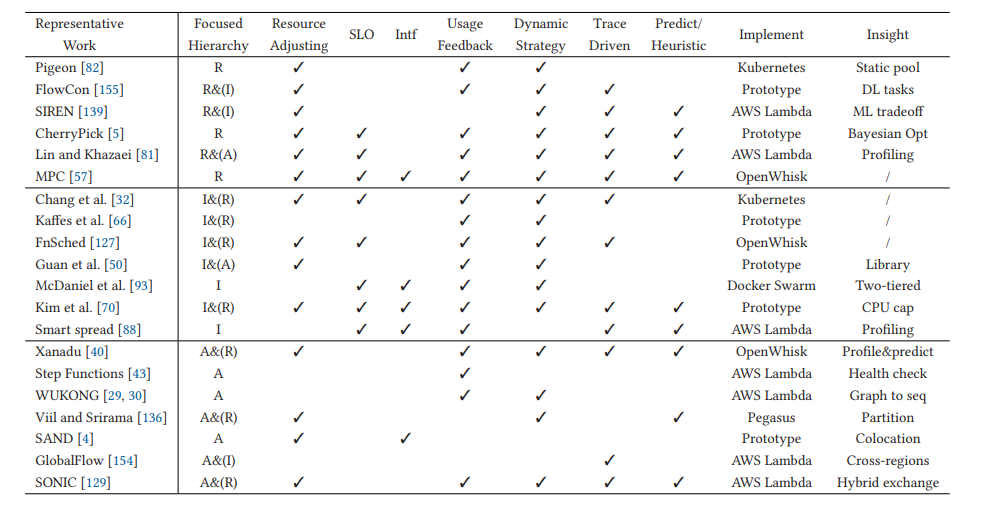 Representative Work Focused Hierarchy Resource Adjusting SLO Intf Usage Feedback Dynamic Strategy Trace Driven Predict/ Heuristic Implement Insight
Pigeon [82] R ✓ ✓ ✓ Kubernetes Static pool
FlowCon [155] R&(I) ✓ ✓ ✓ ✓ Prototype DL tasks
SIREN [139] R&(I) ✓ ✓ ✓ ✓ AWS Lambda ML tradeoff
CherryPick [5] R ✓ ✓ ✓ ✓ ✓ ✓ Prototype Bayesian Opt
Lin and Khazaei [81] R&(A) ✓ ✓ ✓ ✓ ✓ ✓ AWS Lambda Profiling
MPC [57] R ✓ ✓ ✓ ✓ ✓ ✓ ✓ OpenWhisk /
Chang et al. [32] I&(R) ✓ ✓ ✓ ✓ ✓ Kubernetes /
Kaffes et al. [66] I&(R) ✓ ✓ Prototype /
FnSched [127] I&(R) ✓ ✓ ✓ ✓ ✓ OpenWhisk /
Guan et al. [50] I&(A) ✓ ✓ ✓ Prototype Library
McDaniel et al. [93] I ✓ ✓ ✓ ✓ Docker Swarm Two-tiered
Kim et al. [70] I&(R) ✓ ✓ ✓ ✓ ✓ ✓ ✓ Prototype CPU cap
Smart spread [88] I ✓ ✓ ✓ ✓ ✓ AWS Lambda Profiling
Xanadu [40] A&(R) ✓ ✓ ✓ ✓ ✓ OpenWhisk Profile&predict
Step Functions [43] A ✓ AWS Lambda Health check
WUKONG [29, 30] A ✓ ✓ AWS Lambda Graph to seq
Viil and Srirama [136] A&(R) ✓ ✓ ✓ Pegasus Partition
SAND [4] A ✓ ✓ Prototype Colocation
GlobalFlow [154] A&(I) ✓ AWS Lambda Cross-regions
SONIC [129] A&(R) ✓ ✓ ✓ ✓ ✓ AWS Lambda Hybrid exchange